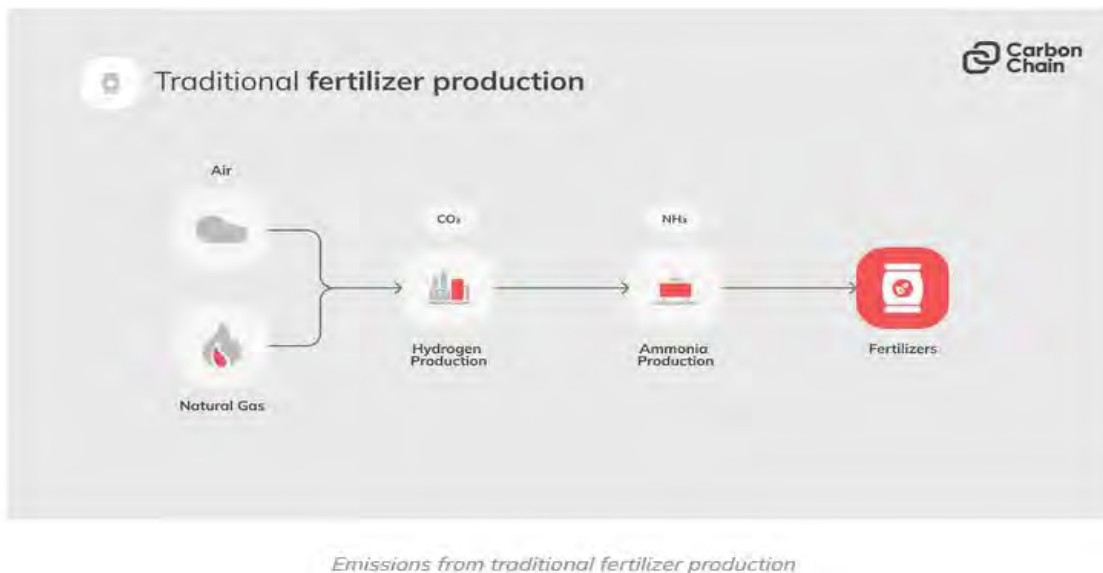 Carbon
Chain
Traditional fertilizer production
Air
CO₂
NH₃
Hydrogen
Production
Ammonia
Production
Fertilizers
Natural Gas
Emissions from traditional fertilizer production